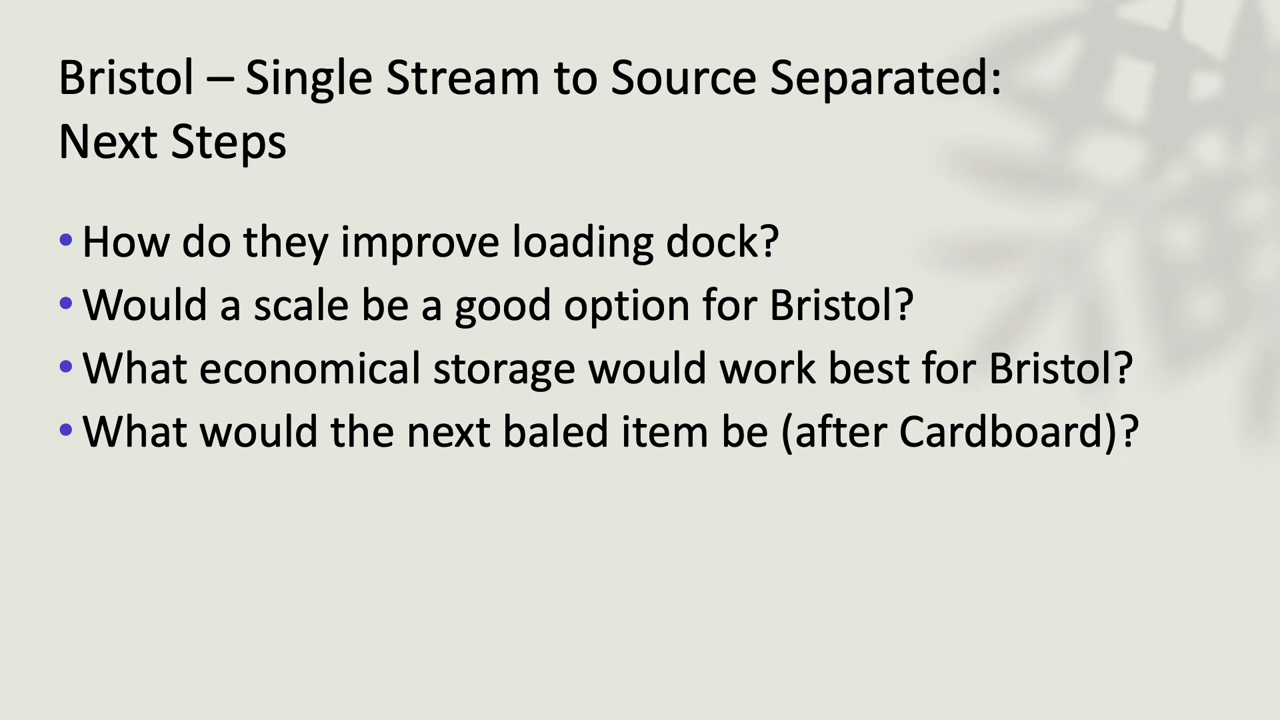 Bristol – Single Stream to Source Separated:
Next Steps
• How do they improve loading dock?
• Would a scale be a good option for Bristol?
• What economical storage would work best for Bristol?
• What would the next baled item be (after Cardboard)?